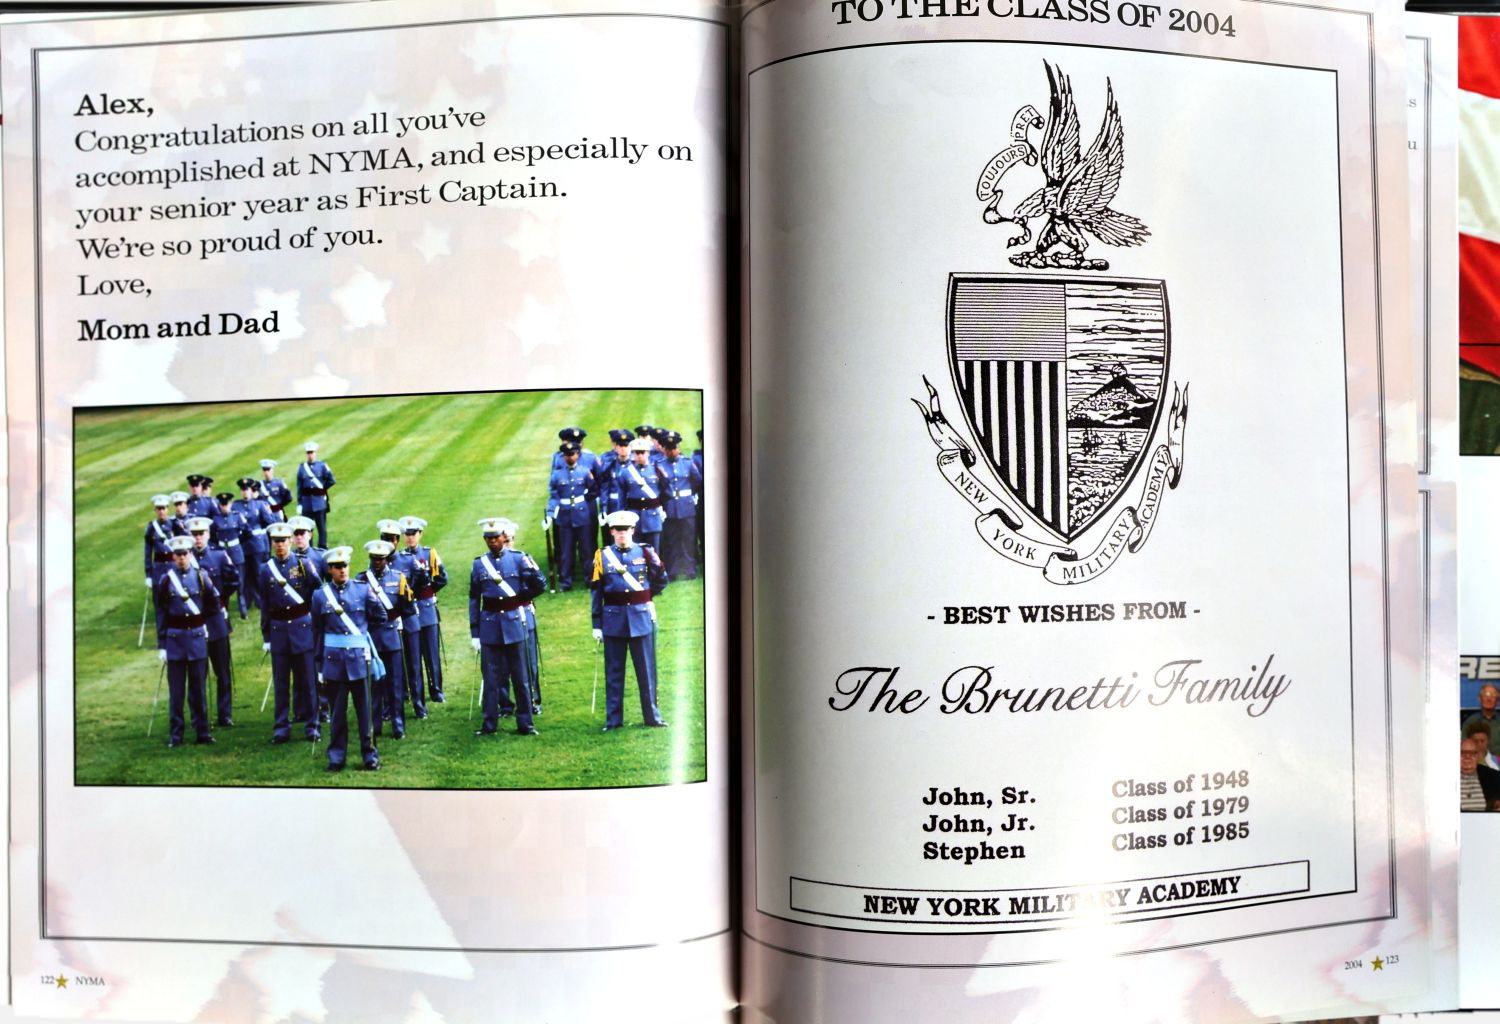 Alex,
Congratulations on all you've
accomplished at NYMA, and especially on
your senior year as First Captain.
We're so proud of you.
Love,
Mom and Dad
122 NYMA
TO THE CLASS OF 2004
TOUJOURS PRET
NEW YORK MILITARY ACADEMY
- BEST WISHES FROM -
The Brunetti Family
John, Sr. Class of 1948
John, Jr. Class of 1979
Stephen Class of 1985
NEW YORK MILITARY ACADEMY
2004 123